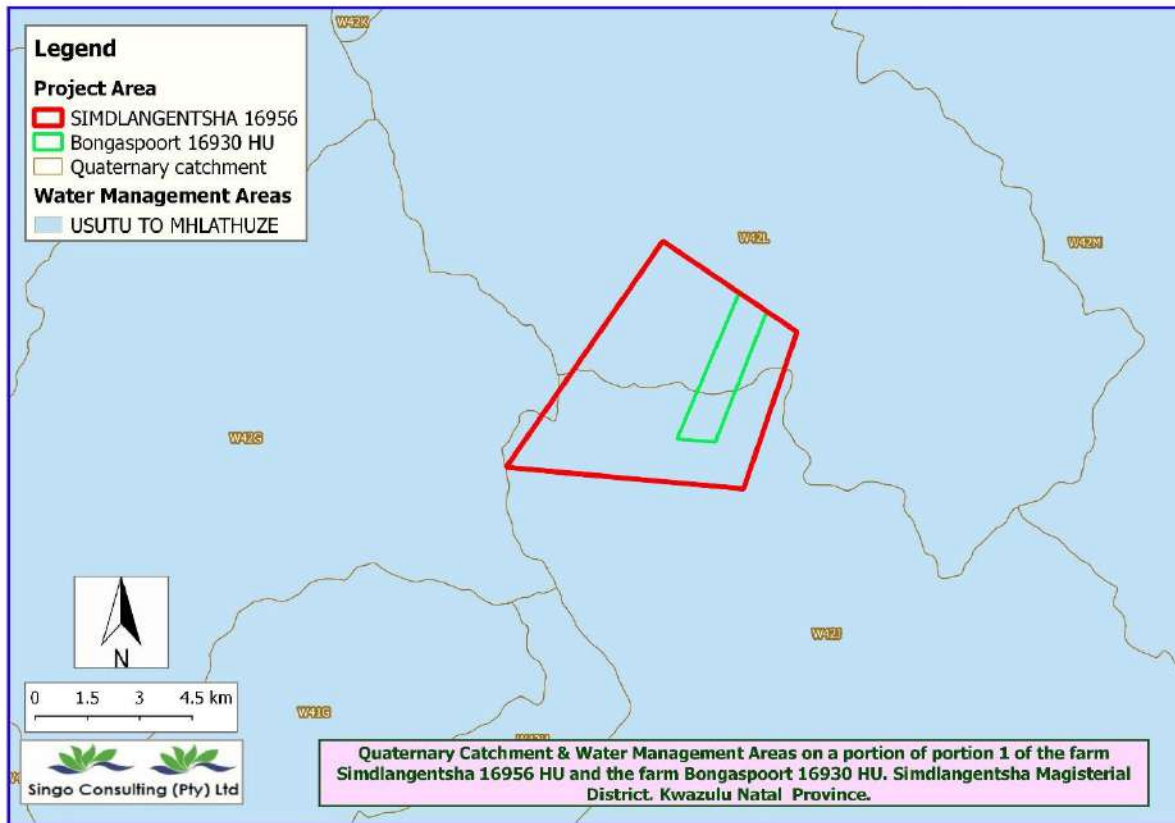 W42K
Legend
Project Area
SIMDLANGENTSHA 16956
Bongaspoort 16930 HU
Quaternary catchment
Water Management Areas
USUTU TO MHLATHUZE
W42L
W42M
W42G
W42J
N
0 1.5 3 4.5 km
W41G
Singo Consulting (Pty) Ltd
Quaternary Catchment & Water Management Areas on a portion of portion 1 of the farm
Simdlangentsha 16956 HU and the farm Bongaspoort 16930 HU. Simdlangentsha Magisterial
District. Kwazulu Natal Province.